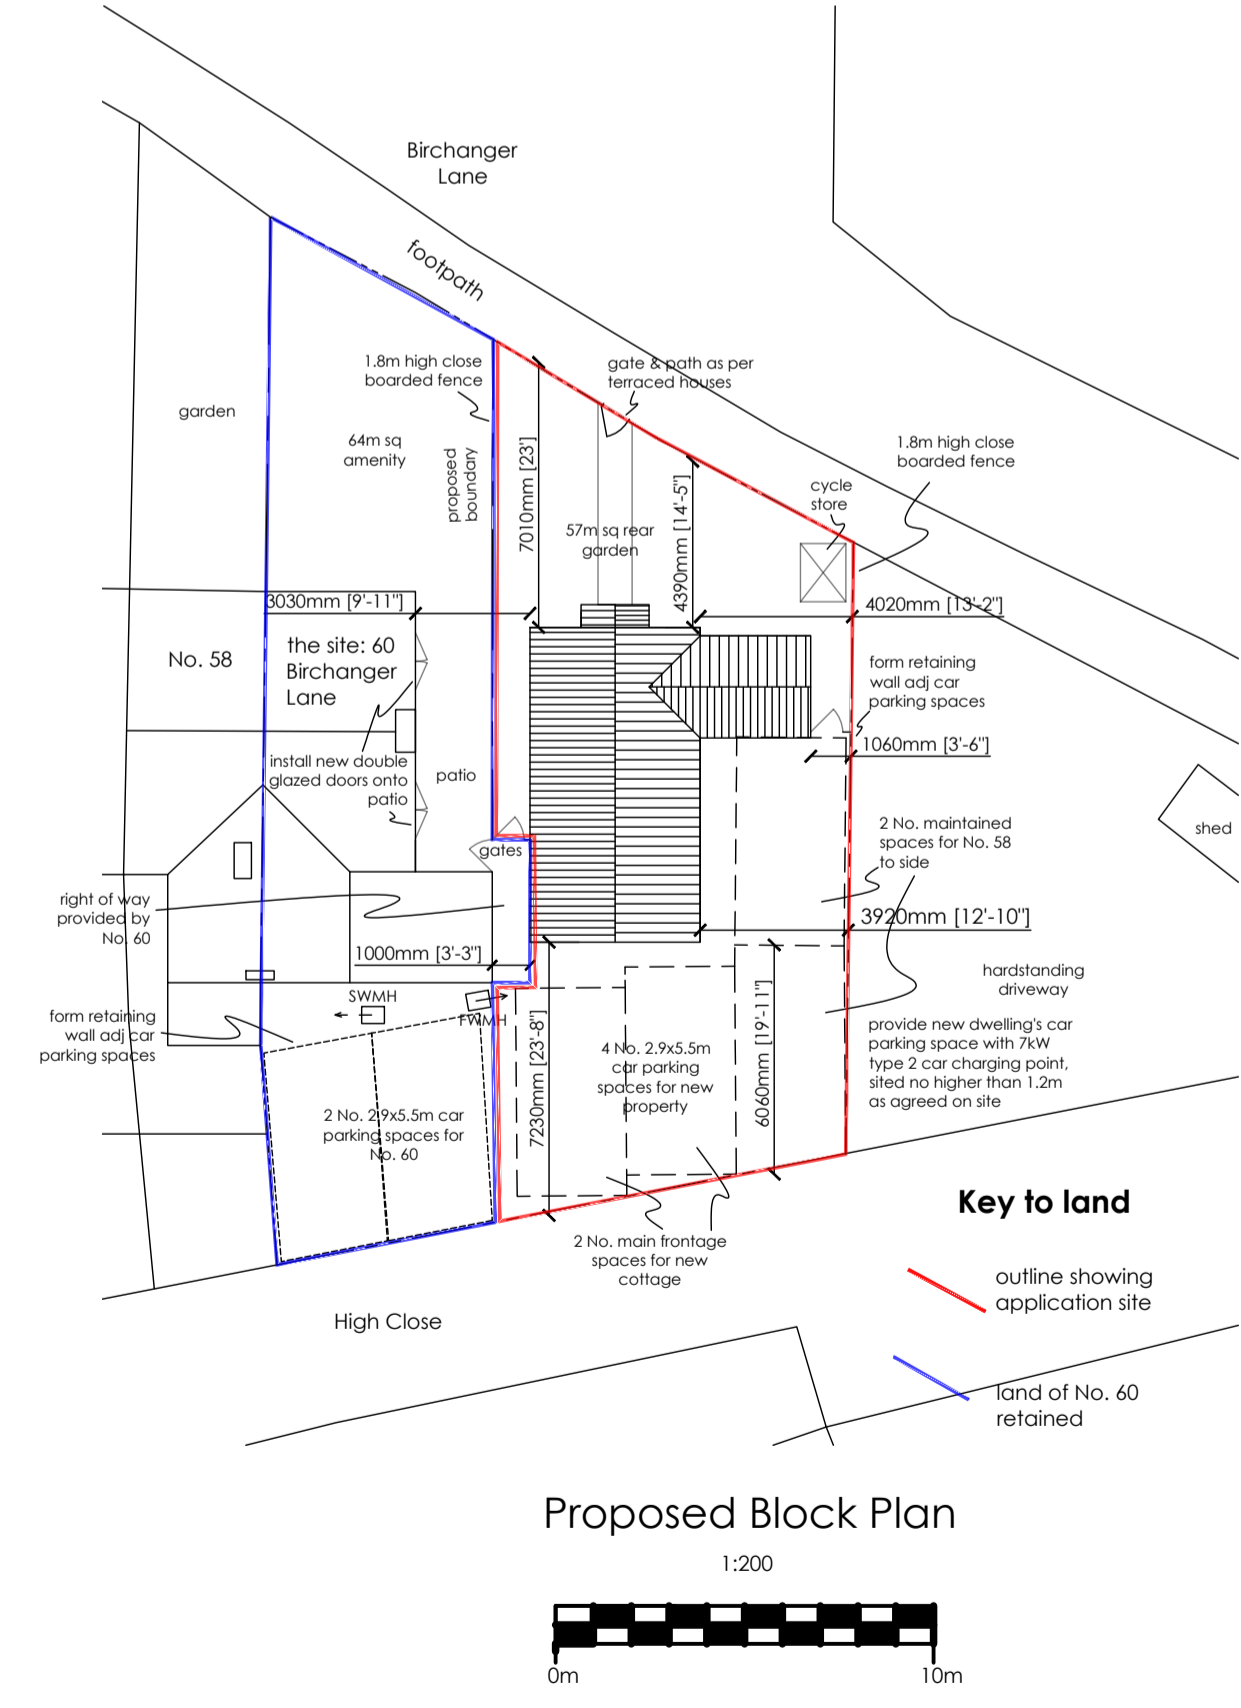 Birchanger
Lane
footpath
1.8m high close
boarded fence
gate & path as per
terraced houses
garden
64m sq
amenity
proposed
boundary
7010mm [23']
4390mm [14'-5"]
57m sq rear
garden
cycle
store
1.8m high close
boarded fence
3030mm [9'-11"]
4020mm [13'-2"]
No. 58
the site: 60
Birchanger
Lane
form retaining
wall adj car
parking spaces
1060mm [3'-6"]
install new double
glazed doors onto
patio
patio
gates
2 No. maintained
spaces for No. 58
to side
shed
right of way
provided by
No. 60
3920mm [12'-10"]
1000mm [3'-3"]
hardstanding
driveway
SWMH
FWMH
form retaining
wall adj car
parking spaces
7230mm [23'-8"]
6060mm [19'-11"]
4 No. 2.9x5.5m
car parking
spaces for new
property
provide new dwelling's car
parking space with 7kW
type 2 car charging point,
sited no higher than 1.2m
as agreed on site
2 No. 2.9x5.5m car
parking spaces for
No. 60
2 No. main frontage
spaces for new
cottage
High Close
Key to land
outline showing
application site
land of No. 60
retained
Proposed Block Plan
1:200
0m
10m